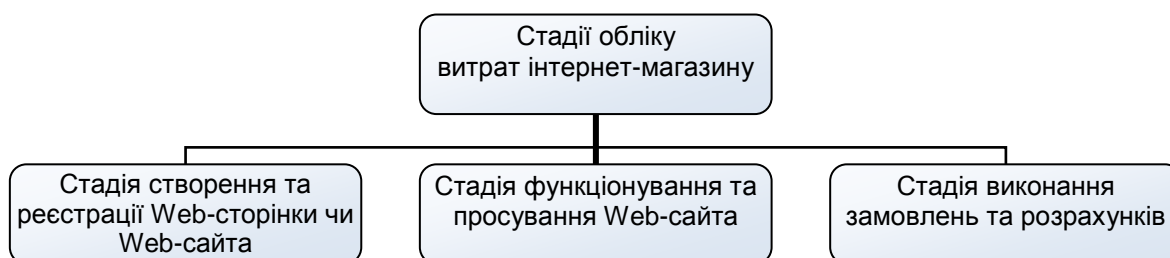 Стадії обліку
витрат інтернет-магазину
Стадія створення та
реєстрації Web-сторінки чи
Web-сайта
Стадія функціонування та
просування Web-сайта
Стадія виконання
замовлень та розрахунків